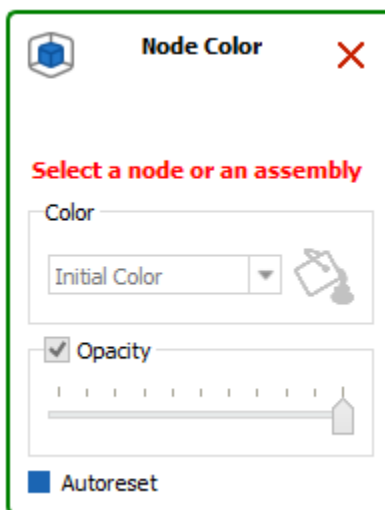 Node Color
Select a node or an assembly
Color
Initial Color
Opacity
Autoreset